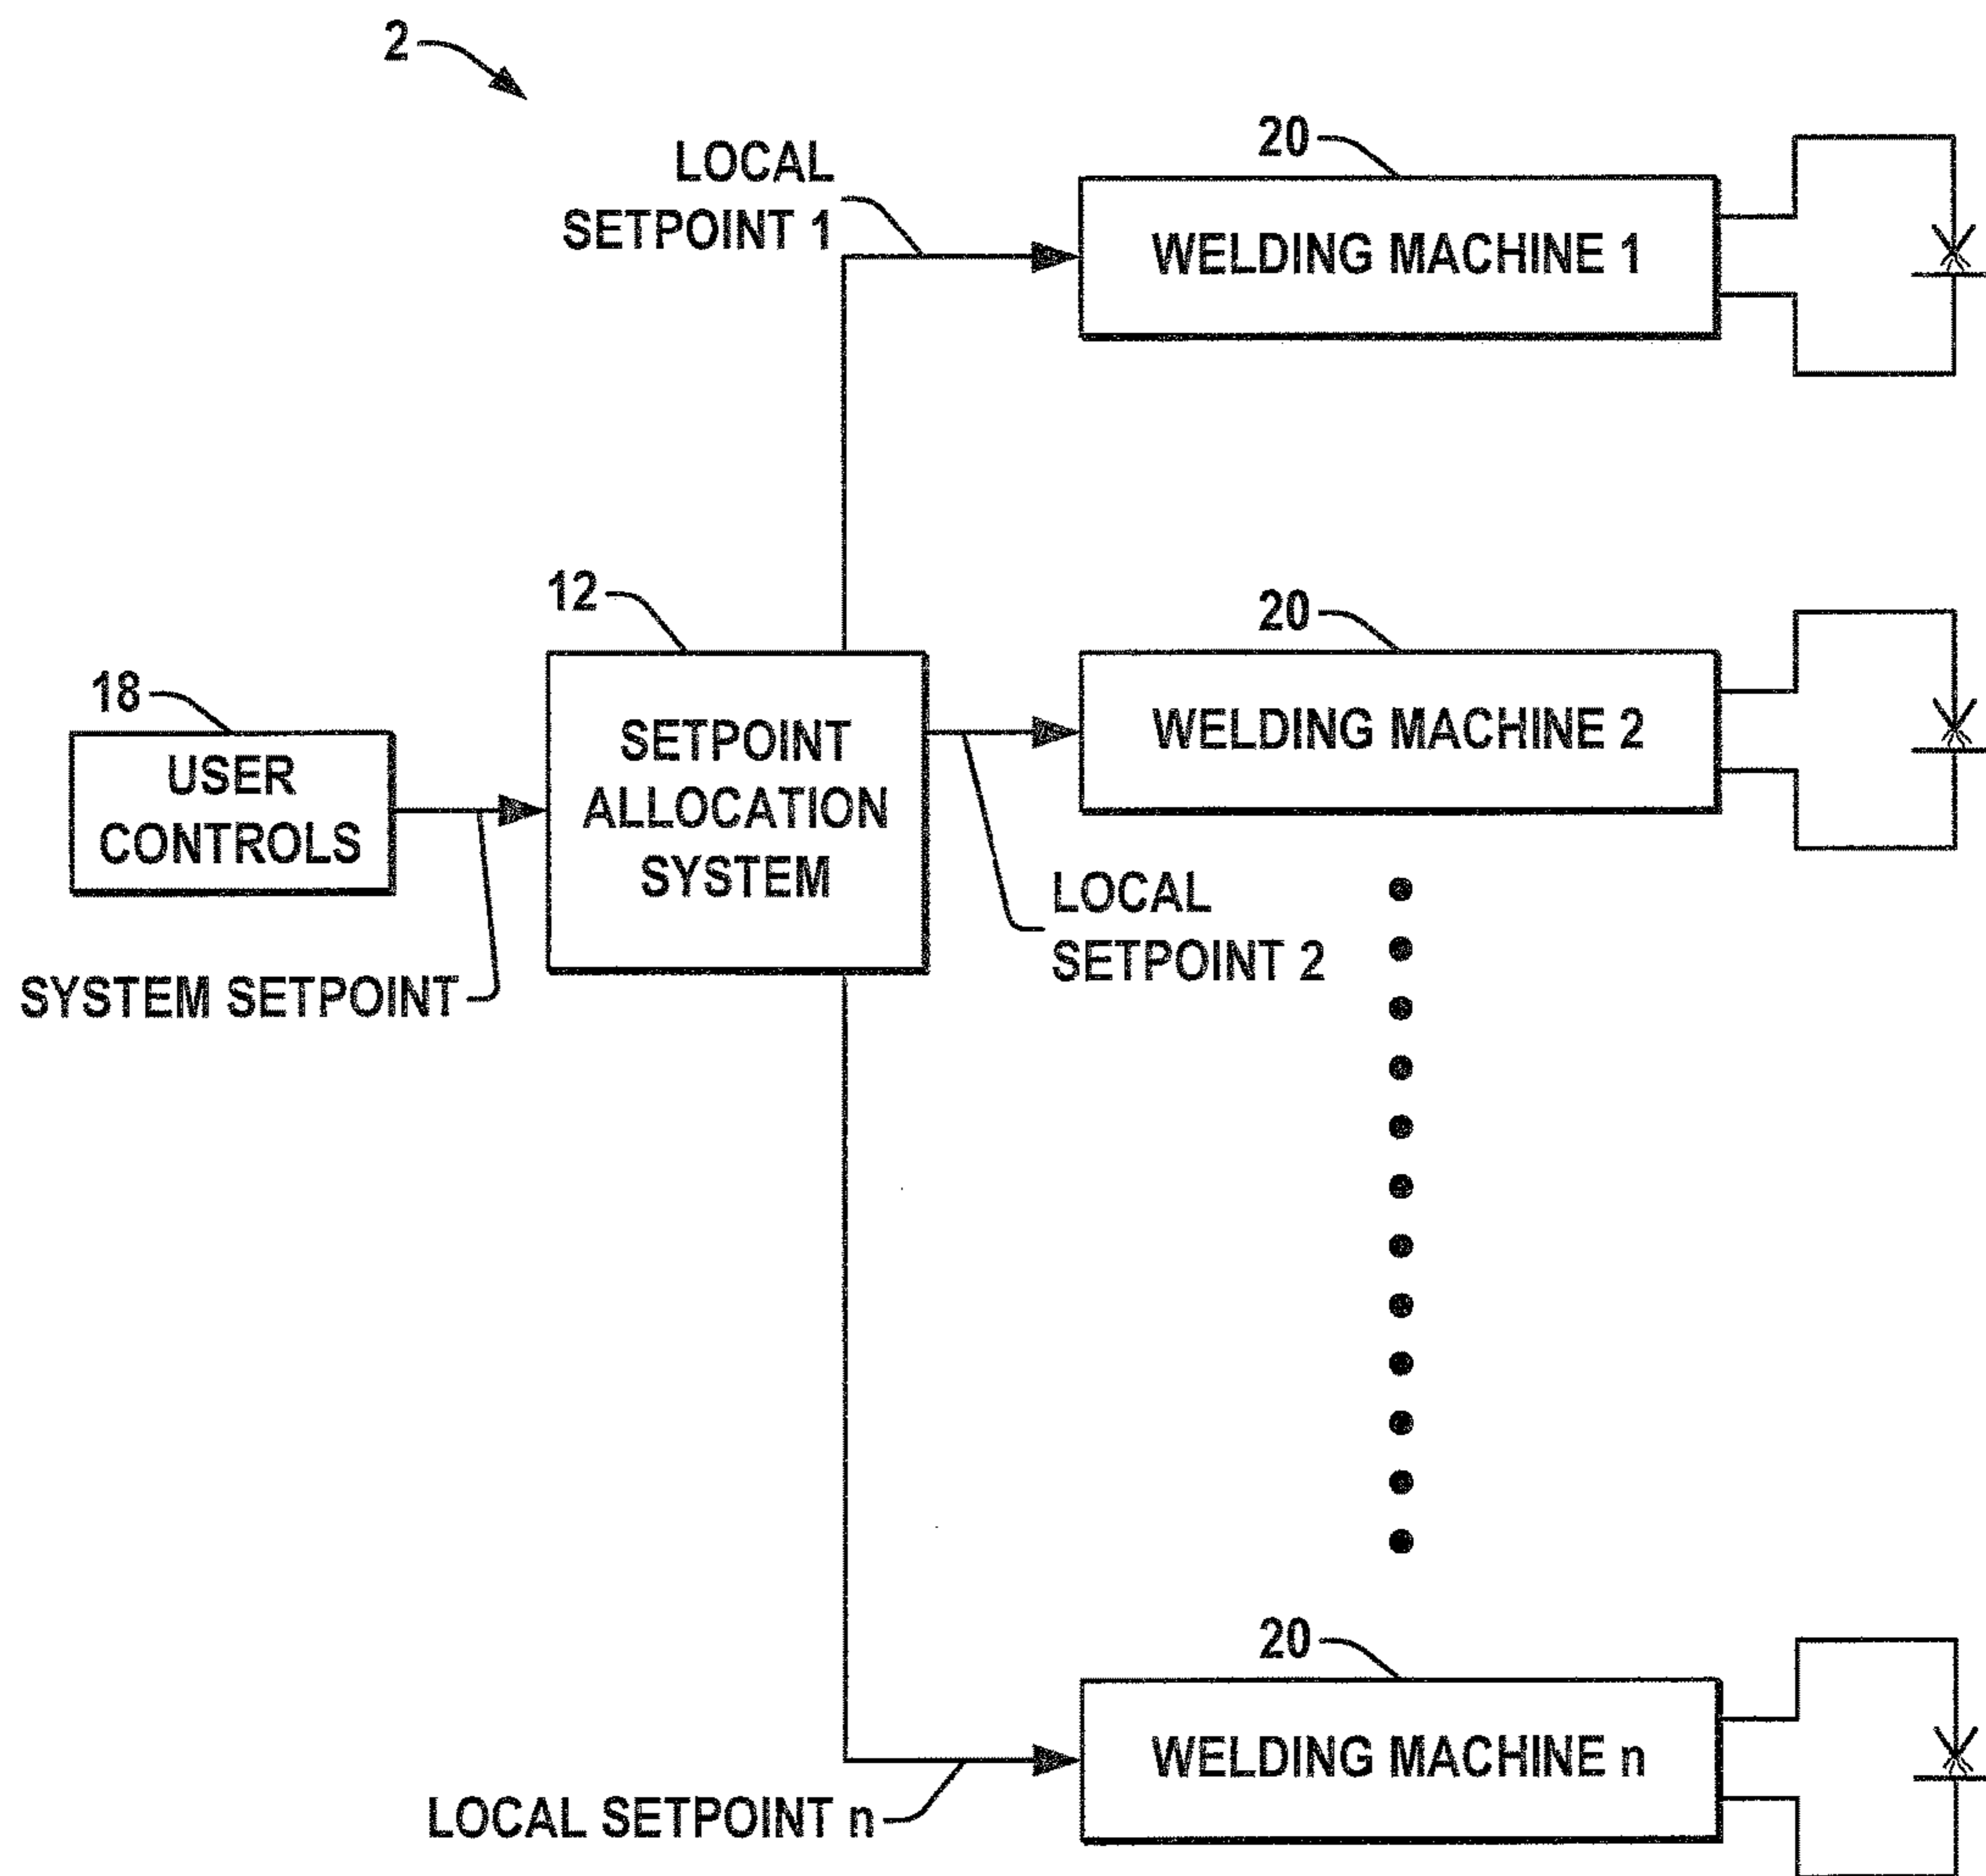 2
20
LOCAL
SETPOINT 1
WELDING MACHINE 1
12
20
18
SETPOINT
ALLOCATION
SYSTEM
WELDING MACHINE 2
USER
CONTROLS
LOCAL
SETPOINT 2
SYSTEM SETPOINT
20
WELDING MACHINE n
LOCAL SETPOINT n